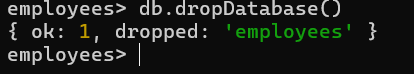 employees> db.dropDatabase()
{ ok: 1, dropped: 'employees' }
employees>